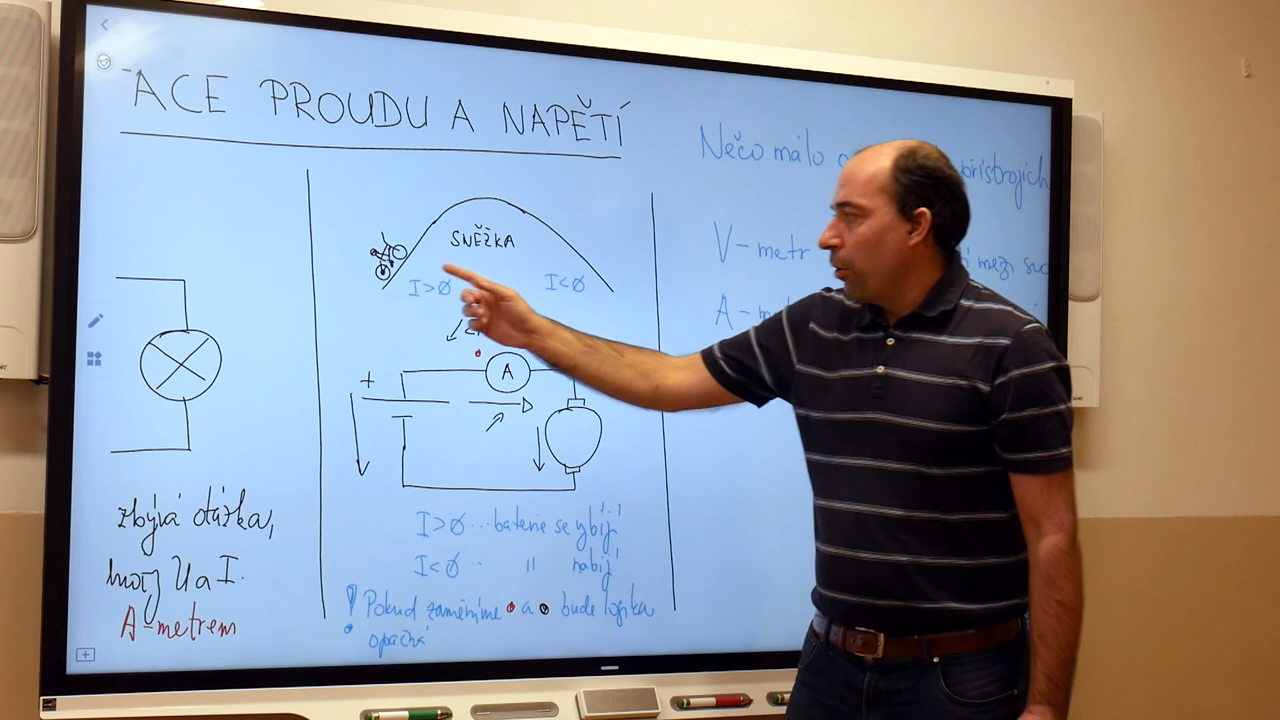 ACE PROUDU A NAPĚTÍ
zbývá otázka,
U a I.
A-metrem
SNĚŽKA
I>0
I<0
A
+
I>0 ... baterie se vybíjí
I<0 ... " nabíjí
! Pokud zaměníme • a • bude logika
opačná
Něco málo přístrojích
V-metr mezi
A-